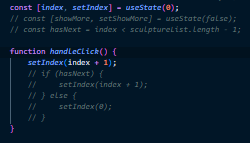 const [index, setIndex] = useState(0);
// const [showMore, setShowMore] = useState(false);
// const hasNext = index < sculptureList.length - 1;
function handleClick() {
setIndex(index + 1);
// if (hasNext) {
// setIndex(index + 1);
// } else {
// setIndex(0);
// }
}